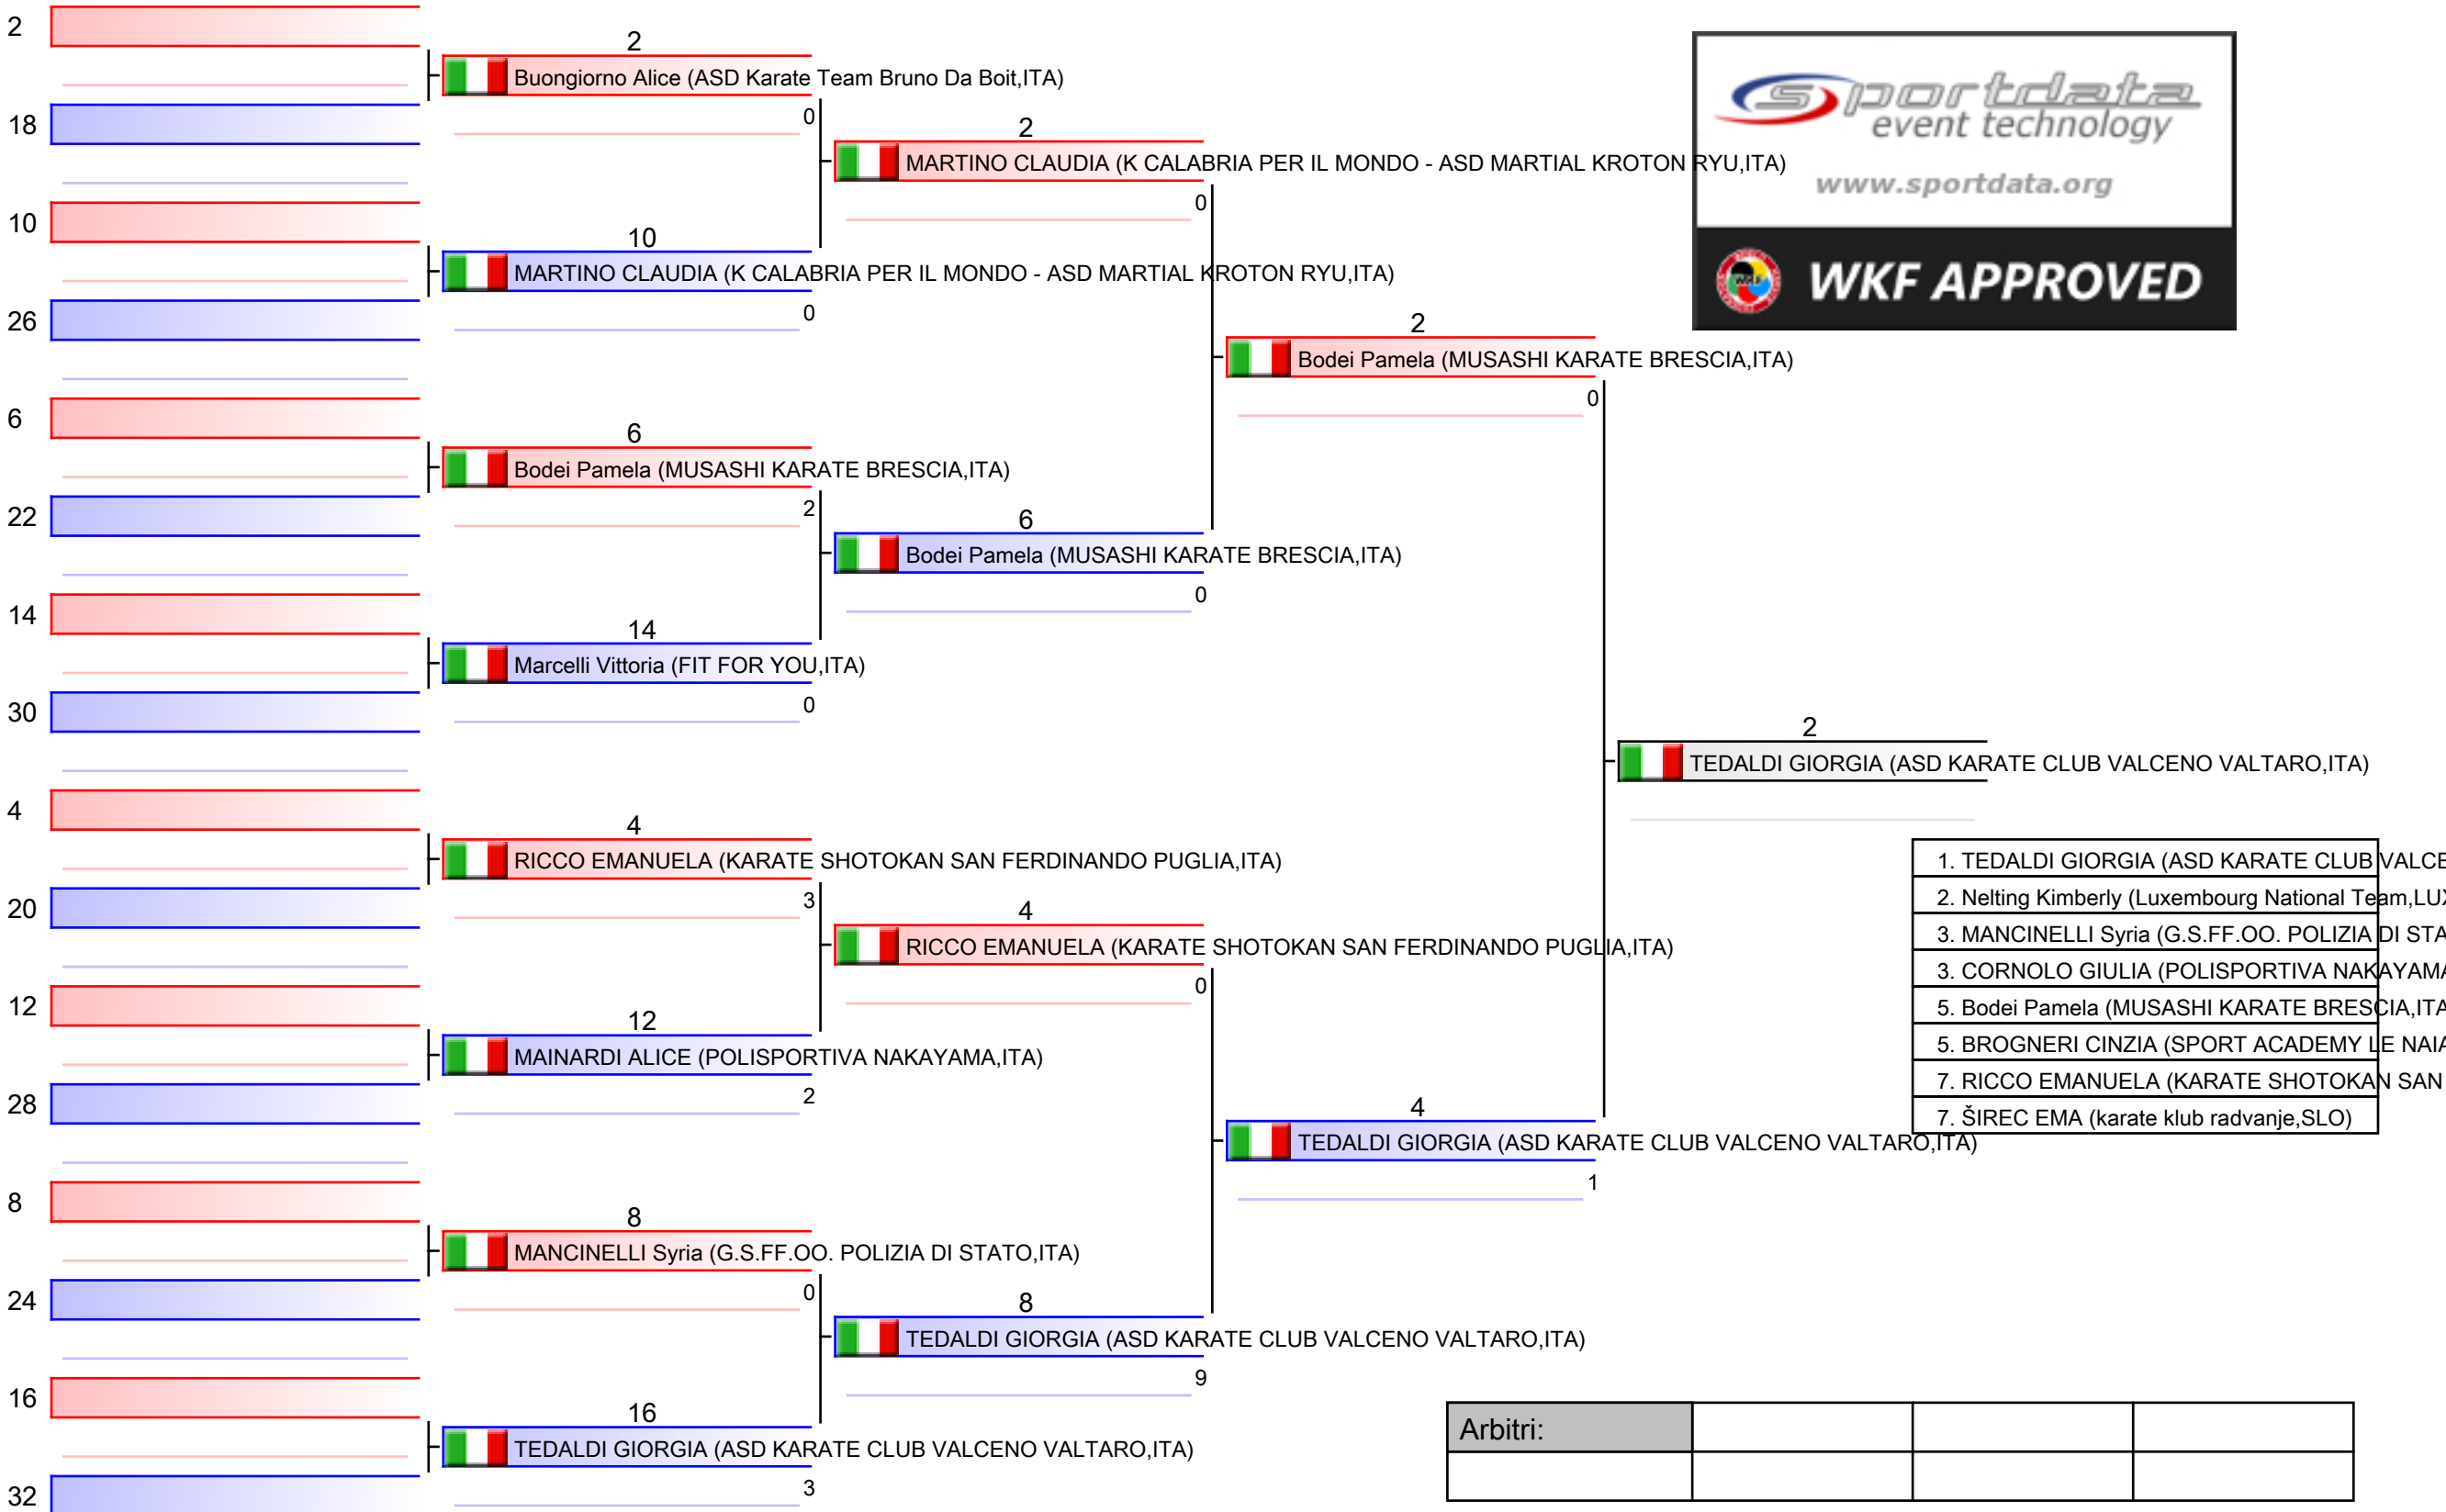 2
2
Buongiorno Alice (ASD Karate Team Bruno Da Boit,ITA)
0
18
2
MARTINO CLAUDIA (K CALABRIA PER IL MONDO - ASD MARTIAL KROTON RYU,ITA)
0
sportdata
event technology
www.sportdata.org
WKF APPROVED
10
10
MARTINO CLAUDIA (K CALABRIA PER IL MONDO - ASD MARTIAL KROTON RYU,ITA)
0
26
2
Bodei Pamela (MUSASHI KARATE BRESCIA,ITA)
0
6
6
Bodei Pamela (MUSASHI KARATE BRESCIA,ITA)
2
22
6
Bodei Pamela (MUSASHI KARATE BRESCIA,ITA)
0
14
14
Marcelli Vittoria (FIT FOR YOU,ITA)
0
30
2
TEDALDI GIORGIA (ASD KARATE CLUB VALCENO VALTARO,ITA)
4
4
RICCO EMANUELA (KARATE SHOTOKAN SAN FERDINANDO PUGLIA,ITA)
3
20
4
RICCO EMANUELA (KARATE SHOTOKAN SAN FERDINANDO PUGLIA,ITA)
0
12
12
MAINARDI ALICE (POLISPORTIVA NAKAYAMA,ITA)
2
28
4
TEDALDI GIORGIA (ASD KARATE CLUB VALCENO VALTARO,ITA)
1
1. TEDALDI GIORGIA (ASD KARATE CLUB VALCE
2. Nelting Kimberly (Luxembourg National Team,LUX
3. MANCINELLI Syria (G.S.FF.OO. POLIZIA DI STA
3. CORNOLO GIULIA (POLISPORTIVA NAKAYAMA
5. Bodei Pamela (MUSASHI KARATE BRESCIA,ITA
5. BROGNERI CINZIA (SPORT ACADEMY LE NAIA
7. RICCO EMANUELA (KARATE SHOTOKAN SAN
7. ŠIREC EMA (karate klub radvanje,SLO)
8
8
MANCINELLI Syria (G.S.FF.OO. POLIZIA DI STATO,ITA)
0
24
8
TEDALDI GIORGIA (ASD KARATE CLUB VALCENO VALTARO,ITA)
9
16
16
TEDALDI GIORGIA (ASD KARATE CLUB VALCENO VALTARO,ITA)
3
32
Arbitri: